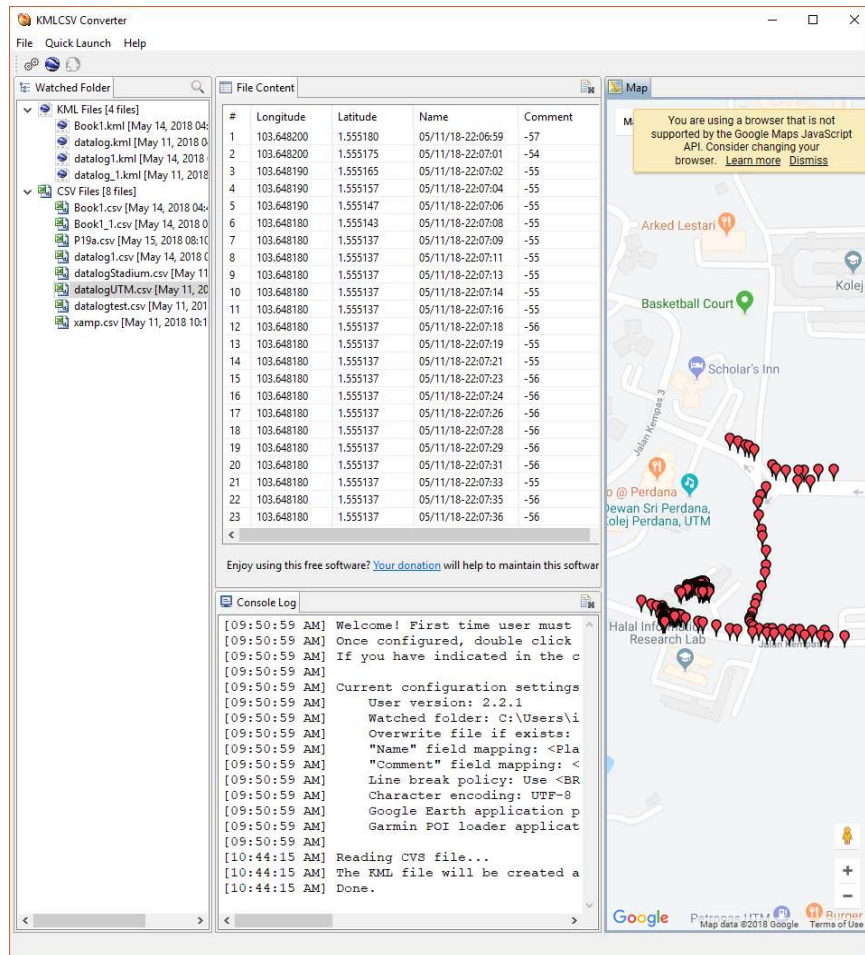 KMLCSV Converter
File Quick Launch Help
Watched Folder
KML Files [4 files]
Book1.kml [May 14, 2018 04:
datalog.kml [May 11, 2018 0
datalog1.kml [May 14, 2018
datalog_1.kml [May 11, 2018
CSV Files [8 files]
Book1.csv [May 14, 2018 04:
Book1_1.csv [May 14, 2018 0
P19a.csv [May 15, 2018 08:10
datalog1.csv [May 14, 2018 0
datalogStadium.csv [May 11
datalogUTM.csv [May 11, 20
datalogtest.csv [May 11, 201
xamp.csv [May 11, 2018 10:1
File Content
# Longitude Latitude Name Comment
1 103.648200 1.555180 05/11/18-22:06:59 -57
2 103.648200 1.555175 05/11/18-22:07:01 -54
3 103.648190 1.555165 05/11/18-22:07:02 -55
4 103.648190 1.555157 05/11/18-22:07:04 -55
5 103.648190 1.555147 05/11/18-22:07:06 -55
6 103.648180 1.555143 05/11/18-22:07:08 -55
7 103.648180 1.555137 05/11/18-22:07:09 -55
8 103.648180 1.555137 05/11/18-22:07:11 -55
9 103.648180 1.555137 05/11/18-22:07:13 -55
10 103.648180 1.555137 05/11/18-22:07:14 -55
11 103.648180 1.555137 05/11/18-22:07:16 -55
12 103.648180 1.555137 05/11/18-22:07:18 -56
13 103.648180 1.555137 05/11/18-22:07:19 -55
14 103.648180 1.555137 05/11/18-22:07:21 -55
15 103.648180 1.555137 05/11/18-22:07:23 -56
16 103.648180 1.555137 05/11/18-22:07:24 -56
17 103.648180 1.555137 05/11/18-22:07:26 -56
18 103.648180 1.555137 05/11/18-22:07:28 -56
19 103.648180 1.555137 05/11/18-22:07:29 -56
20 103.648180 1.555137 05/11/18-22:07:31 -56
21 103.648180 1.555137 05/11/18-22:07:33 -55
22 103.648180 1.555137 05/11/18-22:07:35 -56
23 103.648180 1.555137 05/11/18-22:07:36 -56
Enjoy using this free software? Your donation will help to maintain this softwar
Console Log
[09:50:59 AM] Welcome! First time user must
[09:50:59 AM] Once configured, double click
[09:50:59 AM] If you have indicated in the c
[09:50:59 AM]
[09:50:59 AM] Current configuration settings
[09:50:59 AM] User version: 2.2.1
[09:50:59 AM] Watched folder: C:\Users\i
[09:50:59 AM] Overwrite file if exists:
[09:50:59 AM] "Name" field mapping: <Pla
[09:50:59 AM] "Comment" field mapping: <
[09:50:59 AM] Line break policy: Use <BR
[09:50:59 AM] Character encoding: UTF-8
[09:50:59 AM] Google Earth application p
[09:50:59 AM] Garmin POI loader applicat
[09:50:59 AM]
[10:44:15 AM] Reading CVS file...
[10:44:15 AM] The KML file will be created a
[10:44:15 AM] Done.
Map
You are using a browser that is not
supported by the Google Maps JavaScript
API. Consider changing your
browser. Learn more Dismiss
Arked Lestari
Kolej
Basketball Court
Scholar's Inn
Jalan Kempas 3
o @ Perdana
Dewan Sri Perdana,
Kolej Perdana, UTM
Halal
Research Lab
Jalan Kempas 2
Google
Petronas UTM
Burger
Map data ©2018 Google Terms of Use